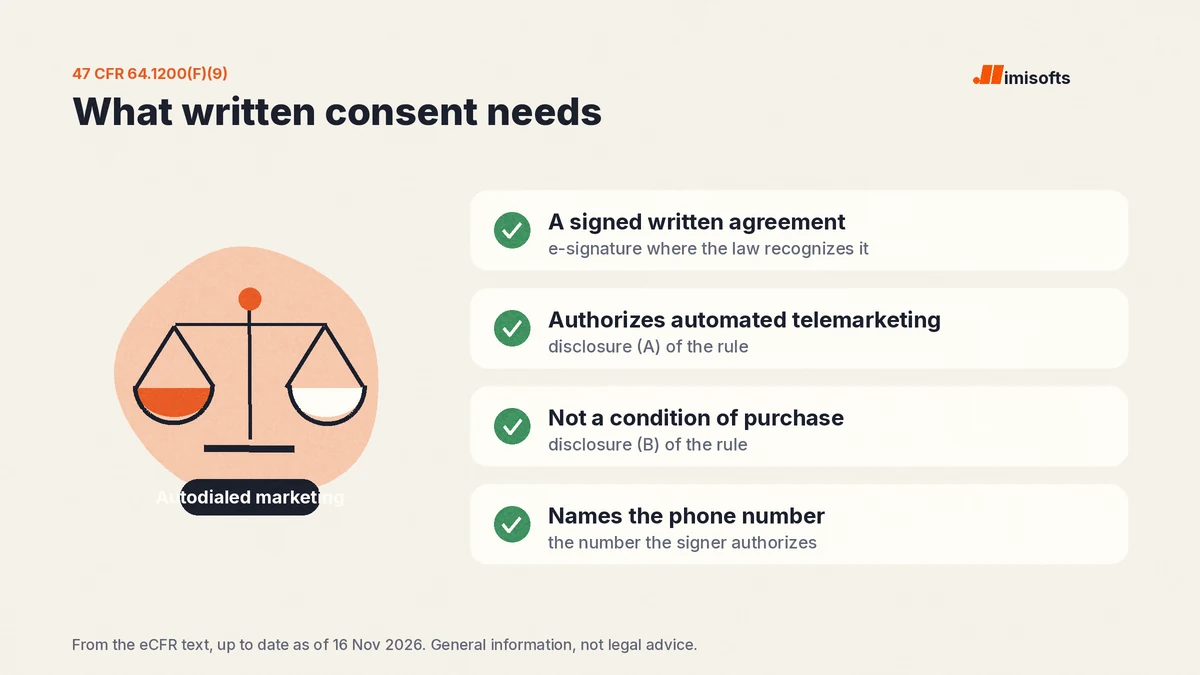 47 CFR 64.1200(F)(9)
What written consent needs
imisofts
A signed written agreement
e-signature where the law recognizes it
Authorizes automated telemarketing
disclosure (A) of the rule
Not a condition of purchase
disclosure (B) of the rule
Names the phone number
the number the signer authorizes
Autodialed marketing
From the eCFR text, up to date as of 16 Nov 2026. General information, not legal advice.